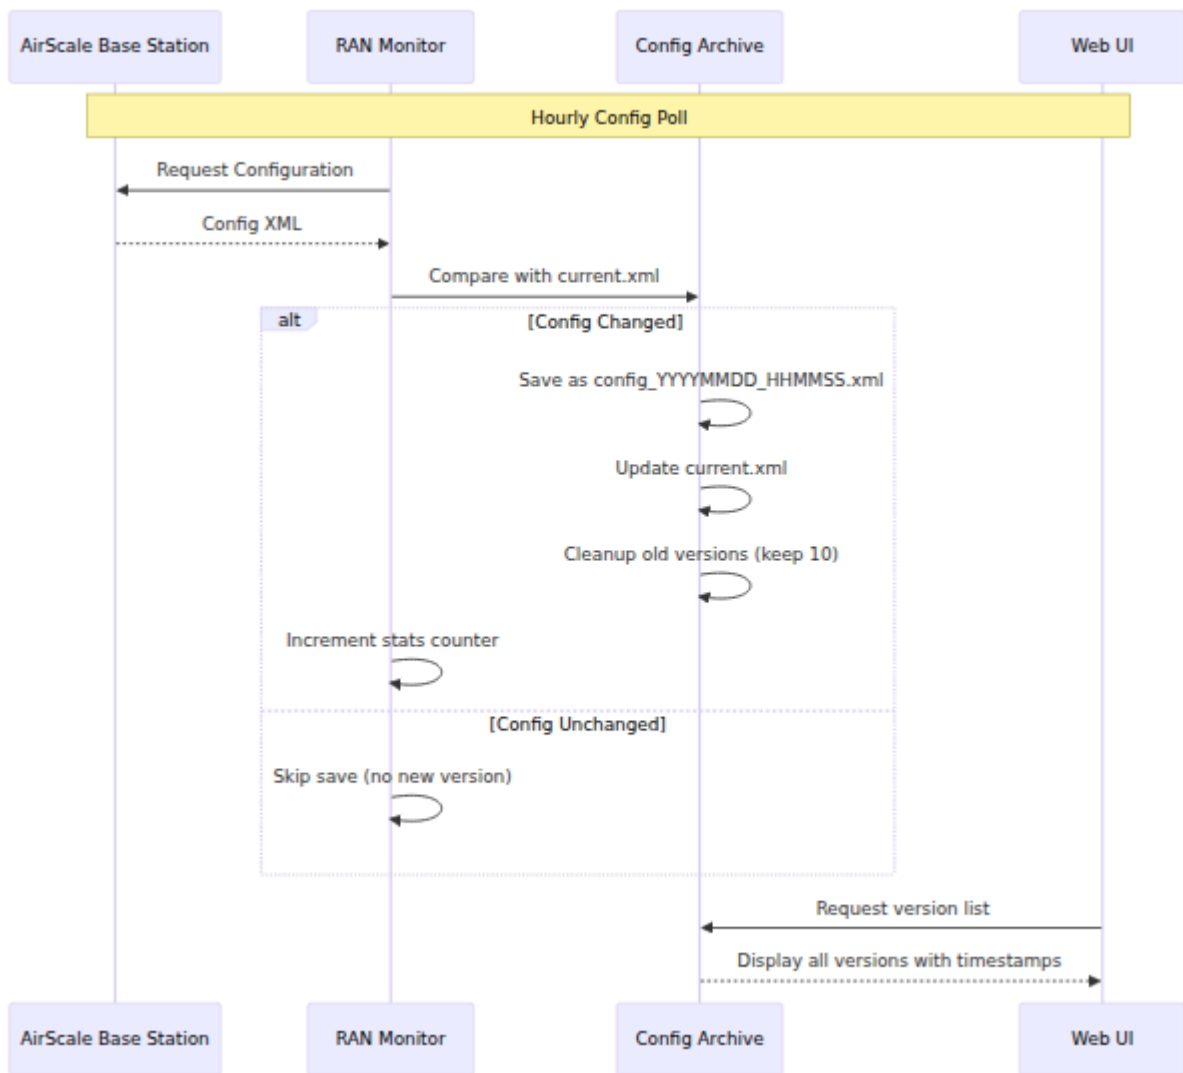 AirScale Base Station
RAN Monitor
Config Archive
Web UI
Hourly Config Poll
Request Configuration
Config XML
Compare with current.xml
alt
[Config Changed]
Save as config_YYYYMMDD_HHMMSS.xml
Update current.xml
Cleanup old versions (keep 10)
Increment stats counter
[Config Unchanged]
Skip save (no new version)
Request version list
Display all versions with timestamps
AirScale Base Station
RAN Monitor
Config Archive
Web UI